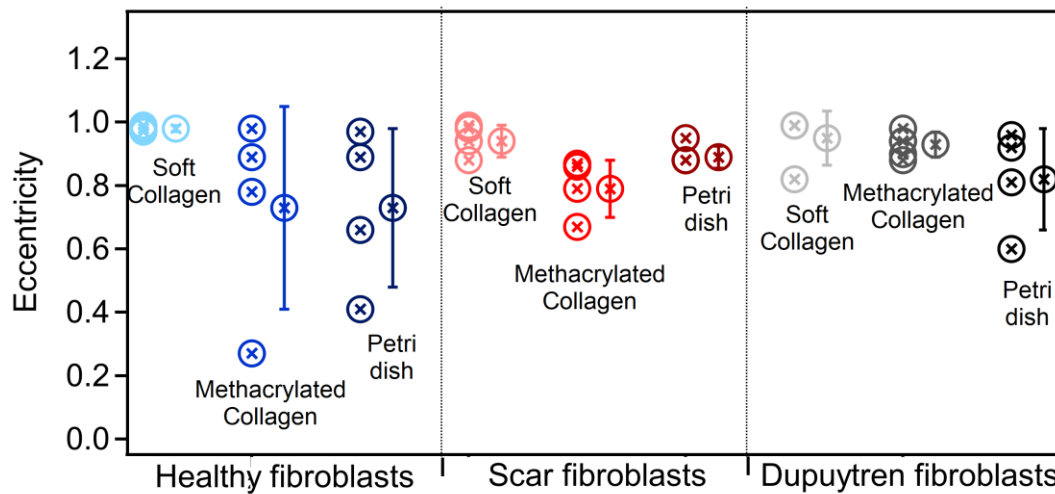 Eccentricity
1.2
1.0
0.8
0.6
0.4
0.2
0.0
Soft
Collagen
Methacrylated
Collagen
Petri
dish
Soft
Collagen
Methacrylated
Collagen
Petri
dish
Soft
Collagen
Methacrylated
Collagen
Petri
dish
Healthy fibroblasts
Scar fibroblasts
Dupuytren fibroblasts